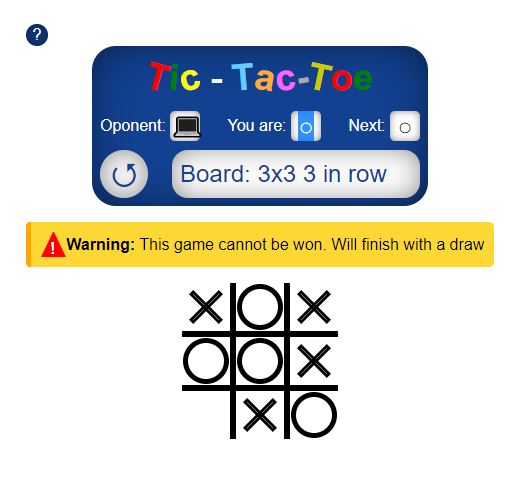 ?
Tic - Tac-Toe
Oponent: You are: ○ Next: ○
Board: 3x3 3 in row
! Warning: This game cannot be won. Will finish with a draw
X O X
O O X
X O